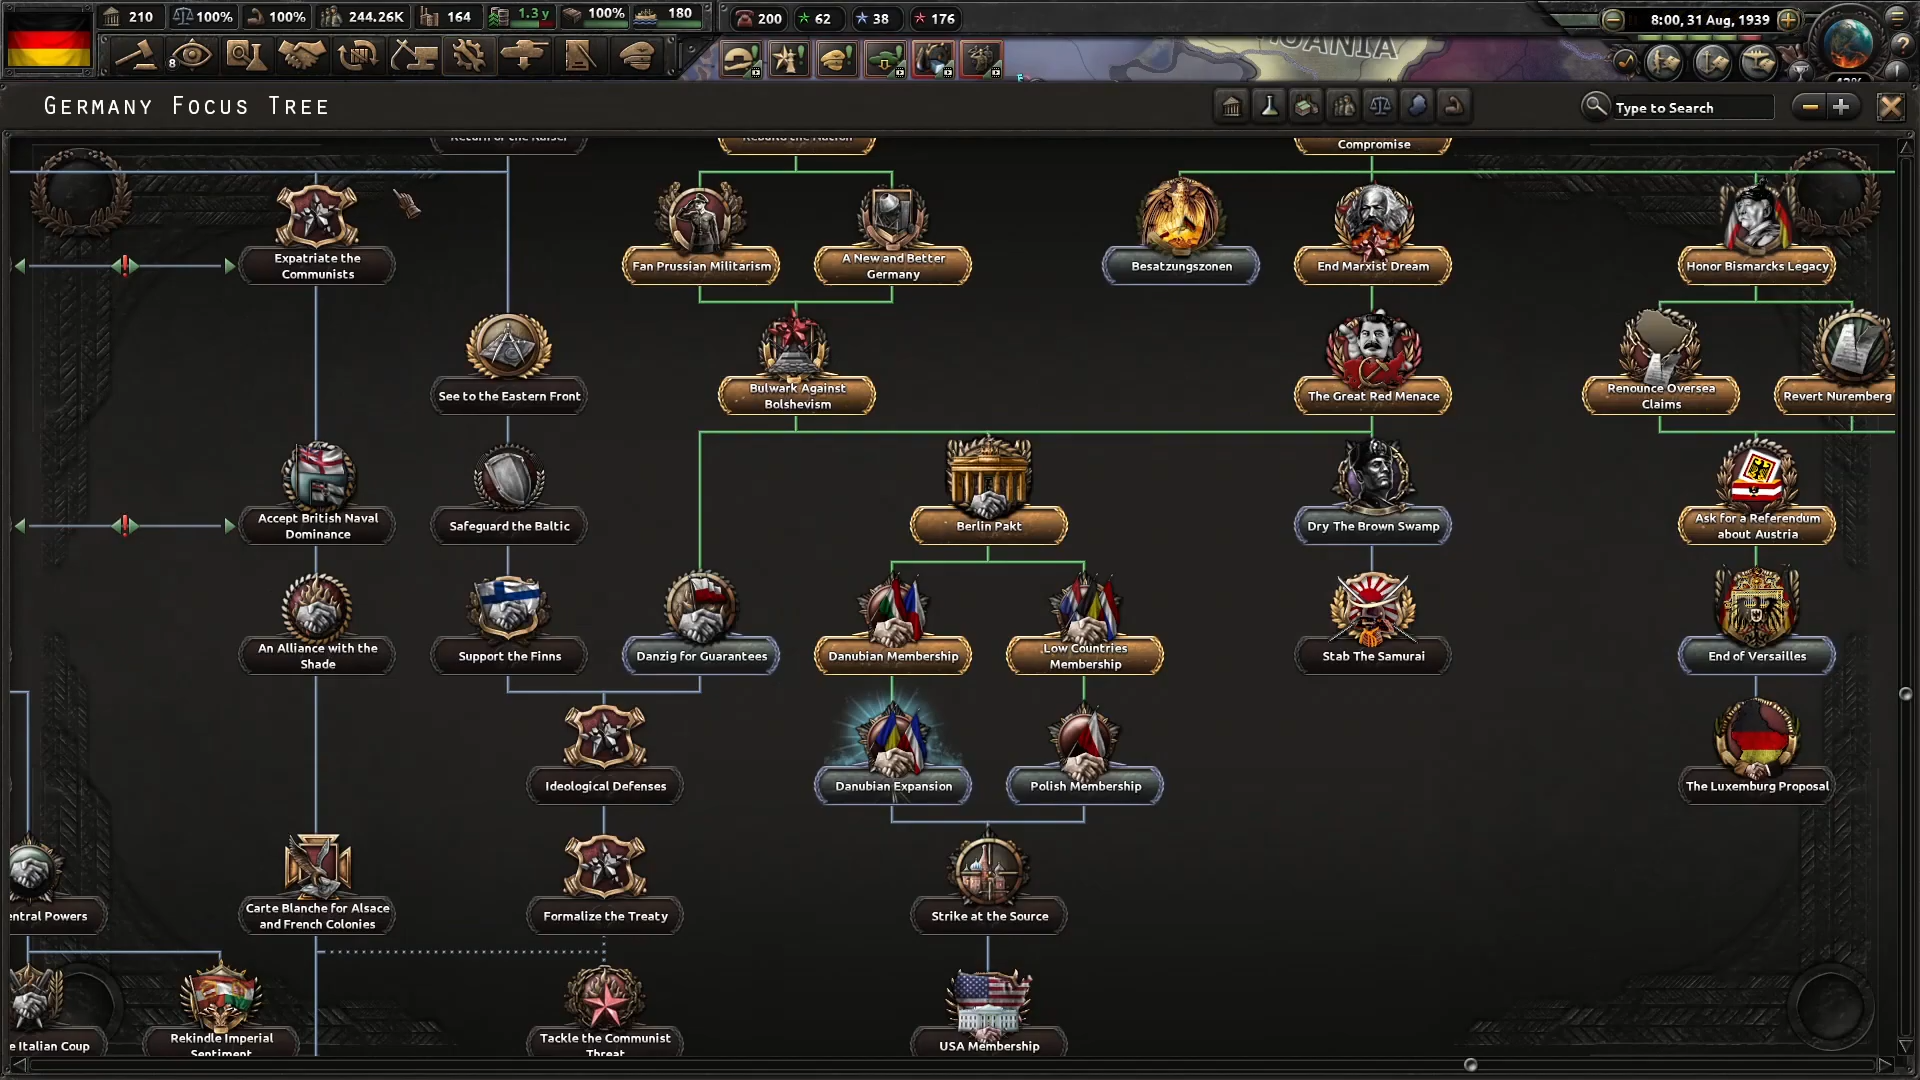 210
100%
100%
244.26K
164
1.3 y
100%
180
200
62
38
176
8:00, 31 Aug, 1939
8
GERMANY FOCUS TREE
Type to Search
Compromise
Expatriate the
Communists
Fan Prussian Militarism
A New and Better
Germany
Besatzungszonen
End Marxist Dream
Honor Bismarcks Legacy
See to the Eastern Front
Bulwark Against
Bolshevism
The Great Red Menace
Renounce Oversea
Claims
Revert Nuremberg
Accept British Naval
Dominance
Safeguard the Baltic
Berlin Pakt
Dry The Brown Swamp
Ask for a Referendum
about Austria
An Alliance with the
Shade
Support the Finns
Danzig for Guarantees
Danubian Membership
Low Countries
Membership
Stab The Samurai
End of Versailles
Ideological Defenses
Danubian Expansion
Polish Membership
The Luxemburg Proposal
entral Powers
Carte Blanche for Alsace
and French Colonies
Formalize the Treaty
Strike at the Source
e Italian Coup
Rekindle Imperial
Sentiment
Tackle the Communist
Threat
USA Membership